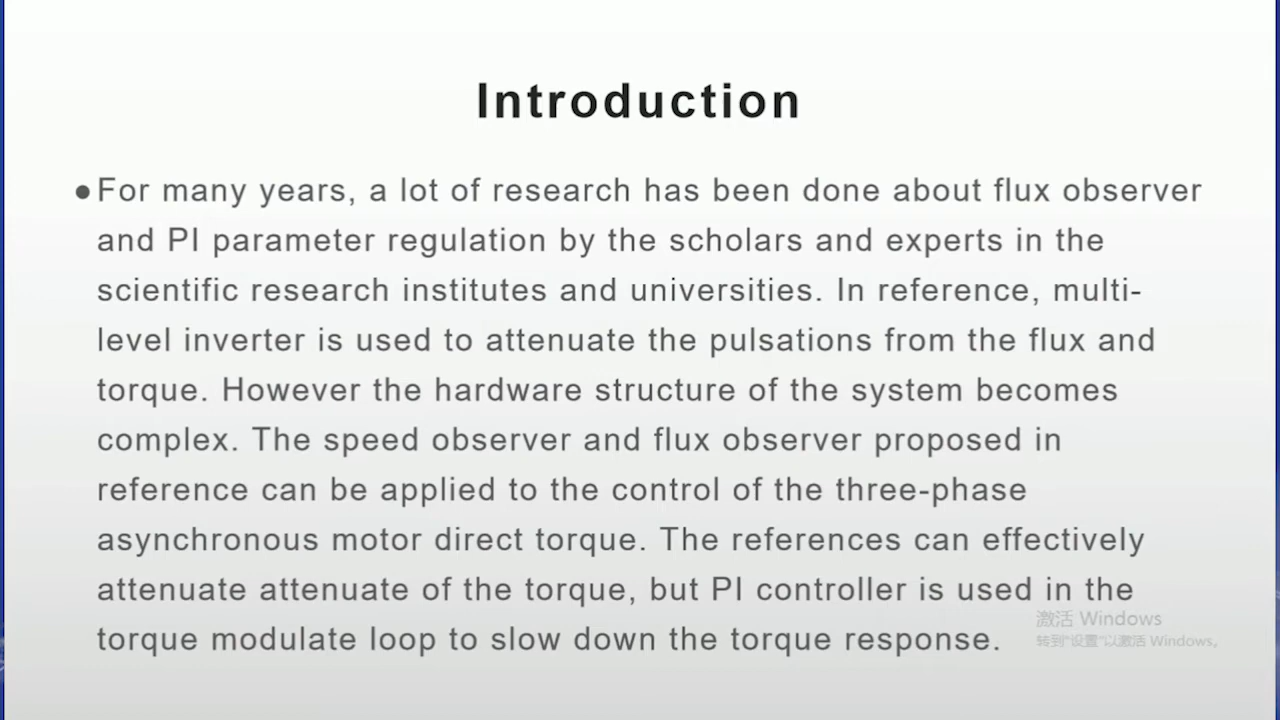 Introduction
●For many years, a lot of research has been done about flux observer
and PI parameter regulation by the scholars and experts in the
scientific research institutes and universities. In reference, multi-
level inverter is used to attenuate the pulsations from the flux and
torque. However the hardware structure of the system becomes
complex. The speed observer and flux observer proposed in
reference can be applied to the control of the three-phase
asynchronous motor direct torque. The references can effectively
attenuate attenuate of the torque, but PI controller is used in the
torque modulate loop to slow down the torque response.
激活 Windows
转到“设置”以激活 Windows。